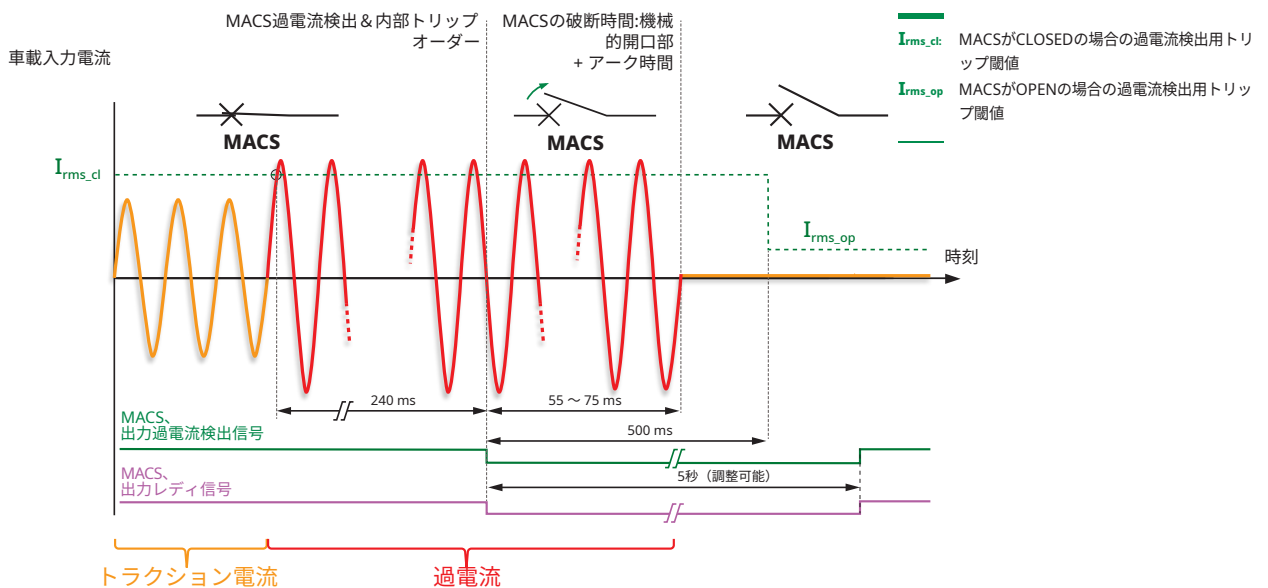 MACS過電流検出＆内部トリップ
オーダー
MACSの破断時間:機械
的開口部
+ アーク時間
車載入力電流
Irms_cl: MACSがCLOSEDの場合の過電流検出用トリ
ップ閾値
Irms_op MACSがOPENの場合の過電流検出用トリッ
プ閾値
MACS
MACS
MACS
Irms_cl
Irms_op
時刻
240 ms
55 ～ 75 ms
MACS、
出力過電流検出信号
500 ms
MACS、
出力レディ信号
5秒（調整可能）
トラクション電流
過電流